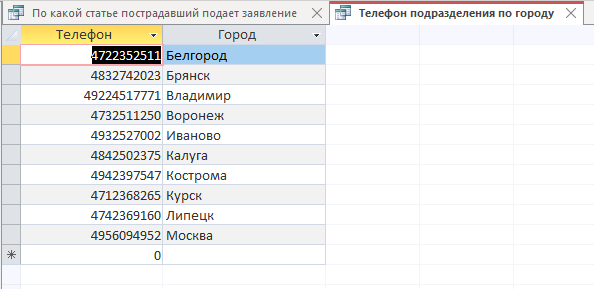 По какой статье пострадавший подает заявление Телефон подразделения по городу
Телефон Город
4722352511 Белгород
4832742023 Брянск
49224517771 Владимир
4732511250 Воронеж
4932527002 Иваново
4842502375 Калуга
4942397547 Кострома
4712368265 Курск
4742369160 Липецк
4956094952 Москва
0